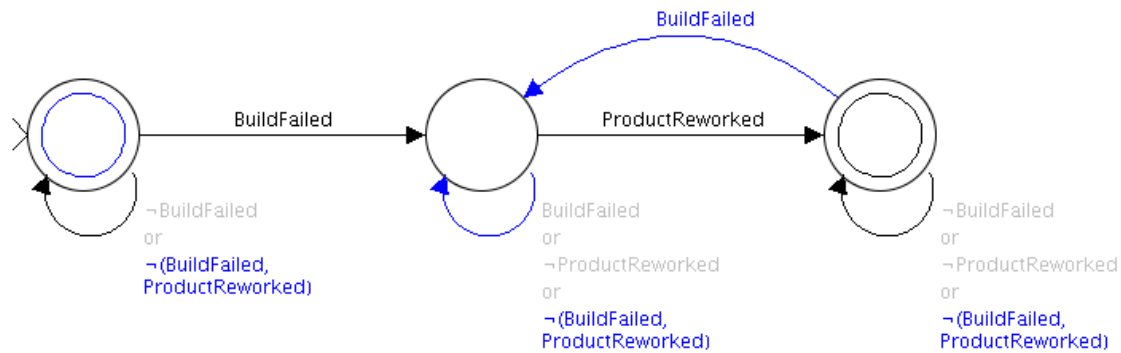 BuildFailed
BuildFailed
ProductReworked
¬BuildFailed
or
¬(BuildFailed,
ProductReworked)
BuildFailed
or
¬ProductReworked
or
¬(BuildFailed,
ProductReworked)
¬BuildFailed
or
¬ProductReworked
or
¬(BuildFailed,
ProductReworked)